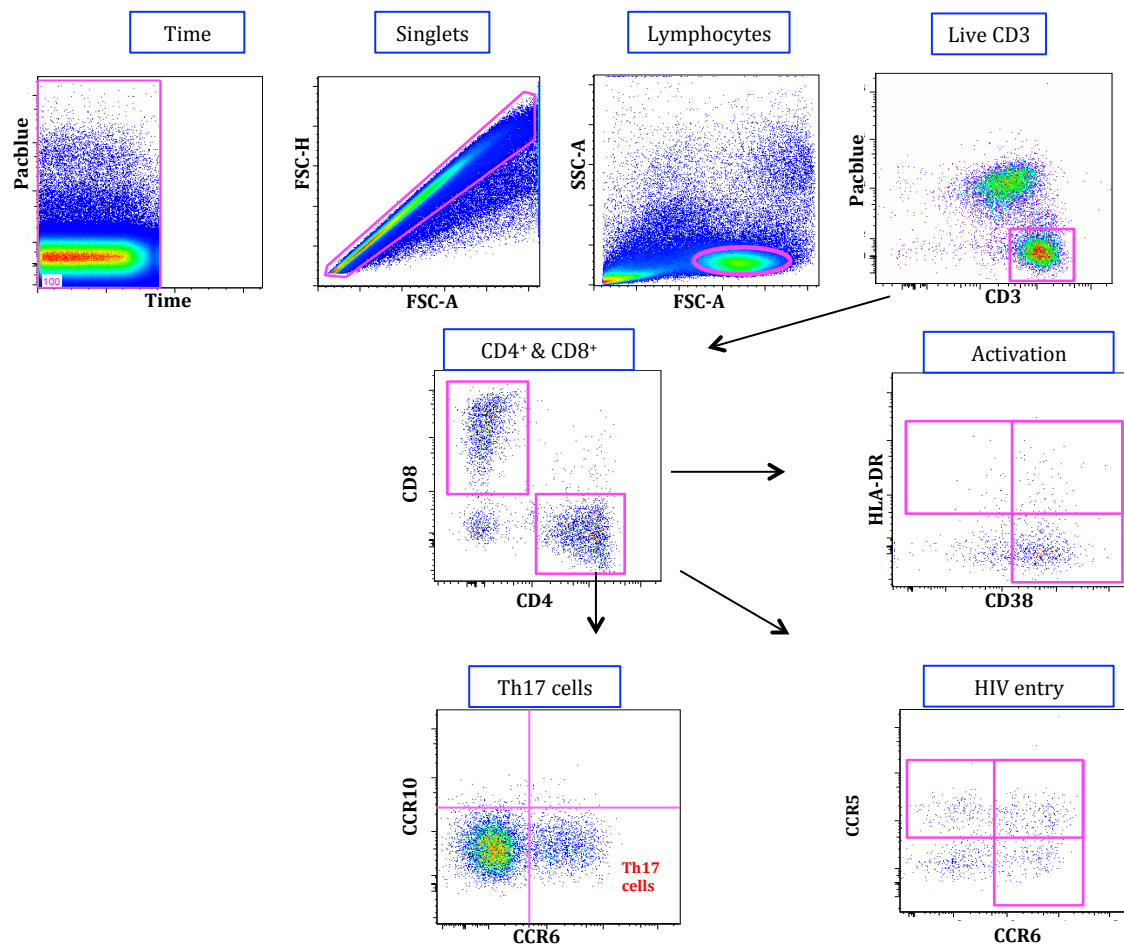 Time
Singlets
Lymphocytes
Live CD3
Pacblue
100
Time
FSC-H
FSC-A
SSC-A
FSC-A
Pacblue
CD3
CD4⁺ & CD8⁺
CD8
CD4
Activation
HLA-DR
CD38
Th17 cells
CCR10
Th17
cells
CCR6
HIV entry
CCR5
CCR6